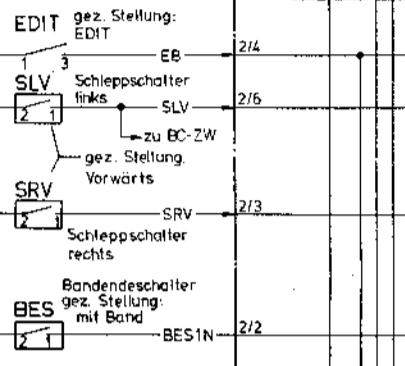 EDIT gez. Stellung:
EDIT
1 3 EB 2/4
SLV Schleppschalter
links
2 1 SLV 2/6
zu BC-ZW
gez. Stellung.
Vorwärts
SRV
2 1 SRV 2/3
Schleppschalter
rechts
Bandendeschalter
BES gez. Stellung:
mit Band
2 1 BES1N 2/2